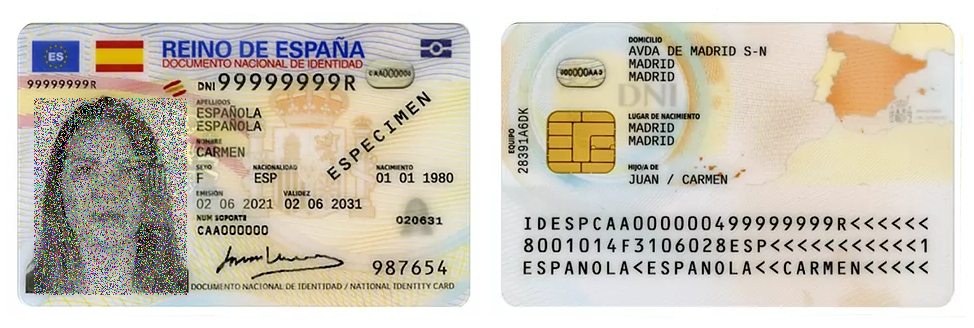 ES
REINO DE ESPAÑA
DOCUMENTO NACIONAL DE IDENTIDAD
99999999R
DNI 99999999R
CAA000000
APELLIDOS
ESPAÑOLA
ESPAÑOLA
NOMBRE
CARMEN
SEXO NACIONALIDAD NACIMIENTO
F ESP 01 01 1980
EMISIÓN VALIDEZ
02 06 2021 02 06 2031
NUM SOPORTE
CAA000000
ESPECIMEN
020631
987654
DOCUMENTO NACIONAL DE IDENTIDAD / NATIONAL IDENTITY CARD
DOMICILIO
AVDA DE MADRID S-N
MADRID
MADRID
DNI
LUGAR DE NACIMIENTO
MADRID
MADRID
HIJO/A DE
JUAN / CARMEN
EQUIPO
28391A6DK
IDESPCAA000000499999999R<<<<<<
8001014F3106028ESP<<<<<<<<<<<1
ESPANOLA<ESPANOLA<<CARMEN<<<<<